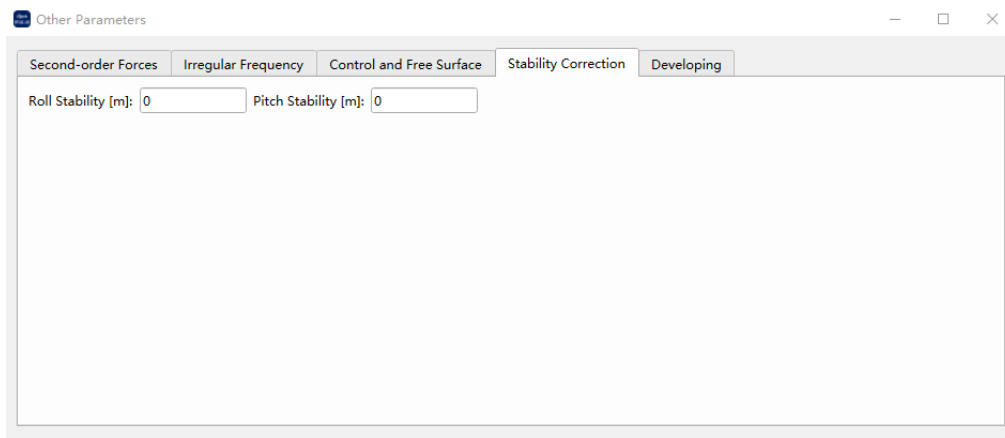 Other Parameters
Second-order Forces Irregular Frequency Control and Free Surface Stability Correction Developing
Roll Stability [m]: 0 Pitch Stability [m]: 0